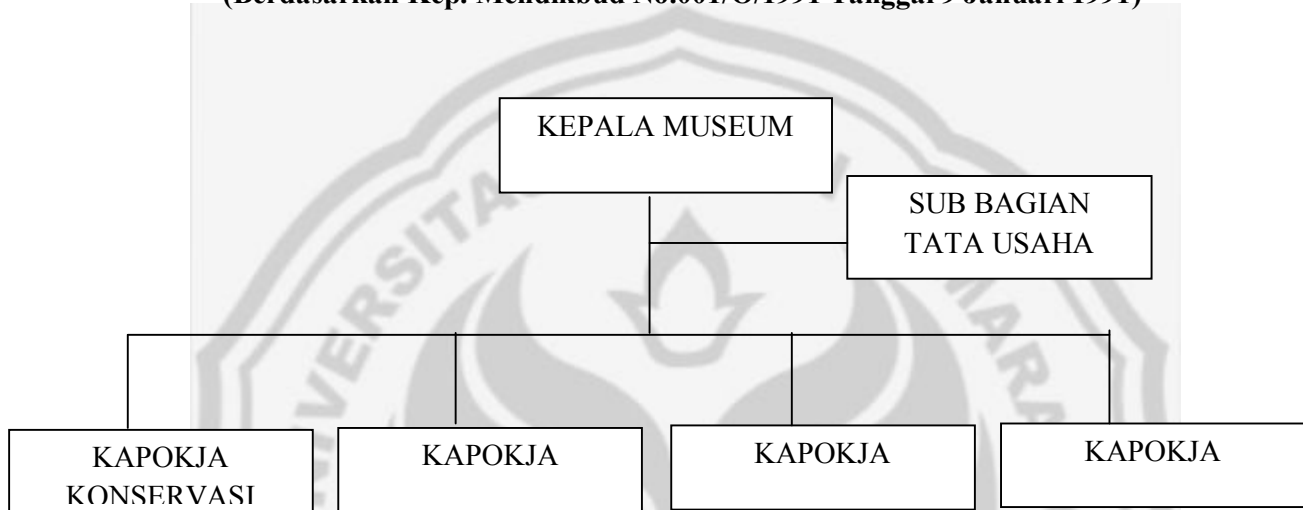 (Berdasarkan Kep. Mendikbud No.001/O/1991 Tanggal 9 Januari 1991)
KEPALA MUSEUM
SUB BAGIAN
TATA USAHA
KAPOKJA
KONSERVASI
KAPOKJA
KAPOKJA
KAPOKJA